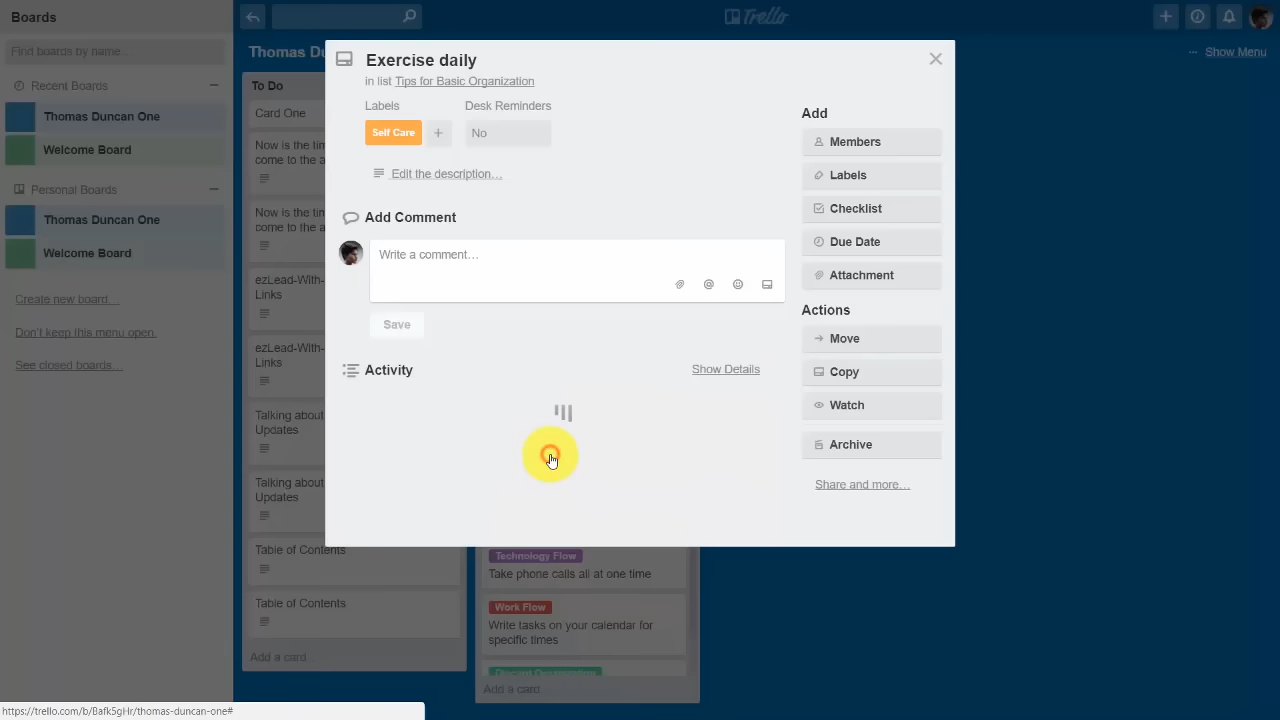 Boards
Find boards by name...
Recent Boards
Thomas Duncan One
Welcome Board
Personal Boards
Thomas Duncan One
Welcome Board
Create new board...
Don't keep this menu open.
See closed boards...
Trello
Thomas Du
Show Menu
To Do
Card One
Now is the tim
come to the a
Now is the tim
come to the a
ezLead-With-
Links
ezLead-With-
Links
Talking about
Updates
Talking about
Updates
Table of Contents
Table of Contents
Add a card...
Exercise daily
in list Tips for Basic Organization
Labels
Desk Reminders
Self Care
No
Edit the description...
Add Comment
Write a comment...
Save
Activity
Show Details
Add
Members
Labels
Checklist
Due Date
Attachment
Actions
Move
Copy
Watch
Archive
Share and more...
Technology Flow
Take phone calls all at one time
Work Flow
Write tasks on your calendar for
specific times
Add a card...
https://trello.com/b/Bafk5gHr/thomas-duncan-one#